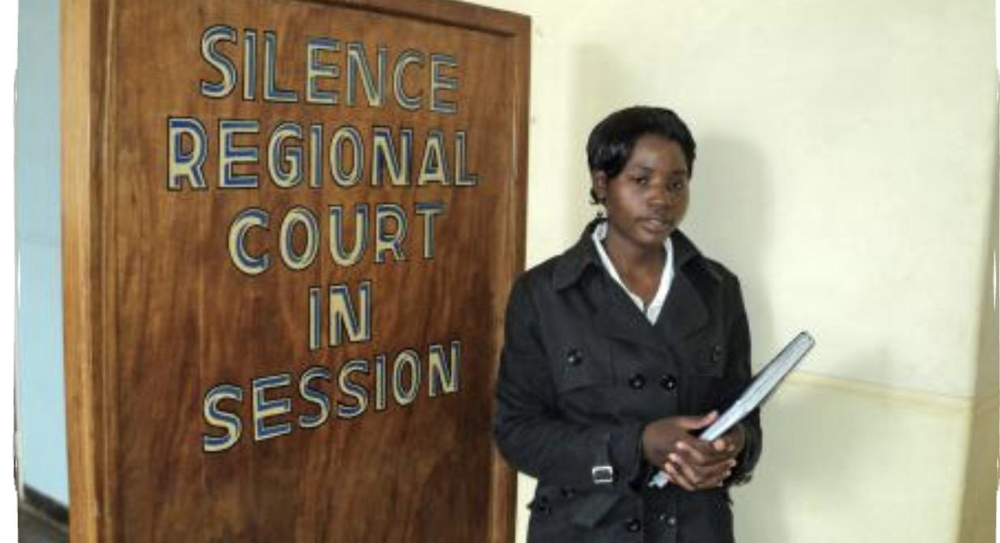 SILENCE
REGIONAL
COURT
IN
SESSION